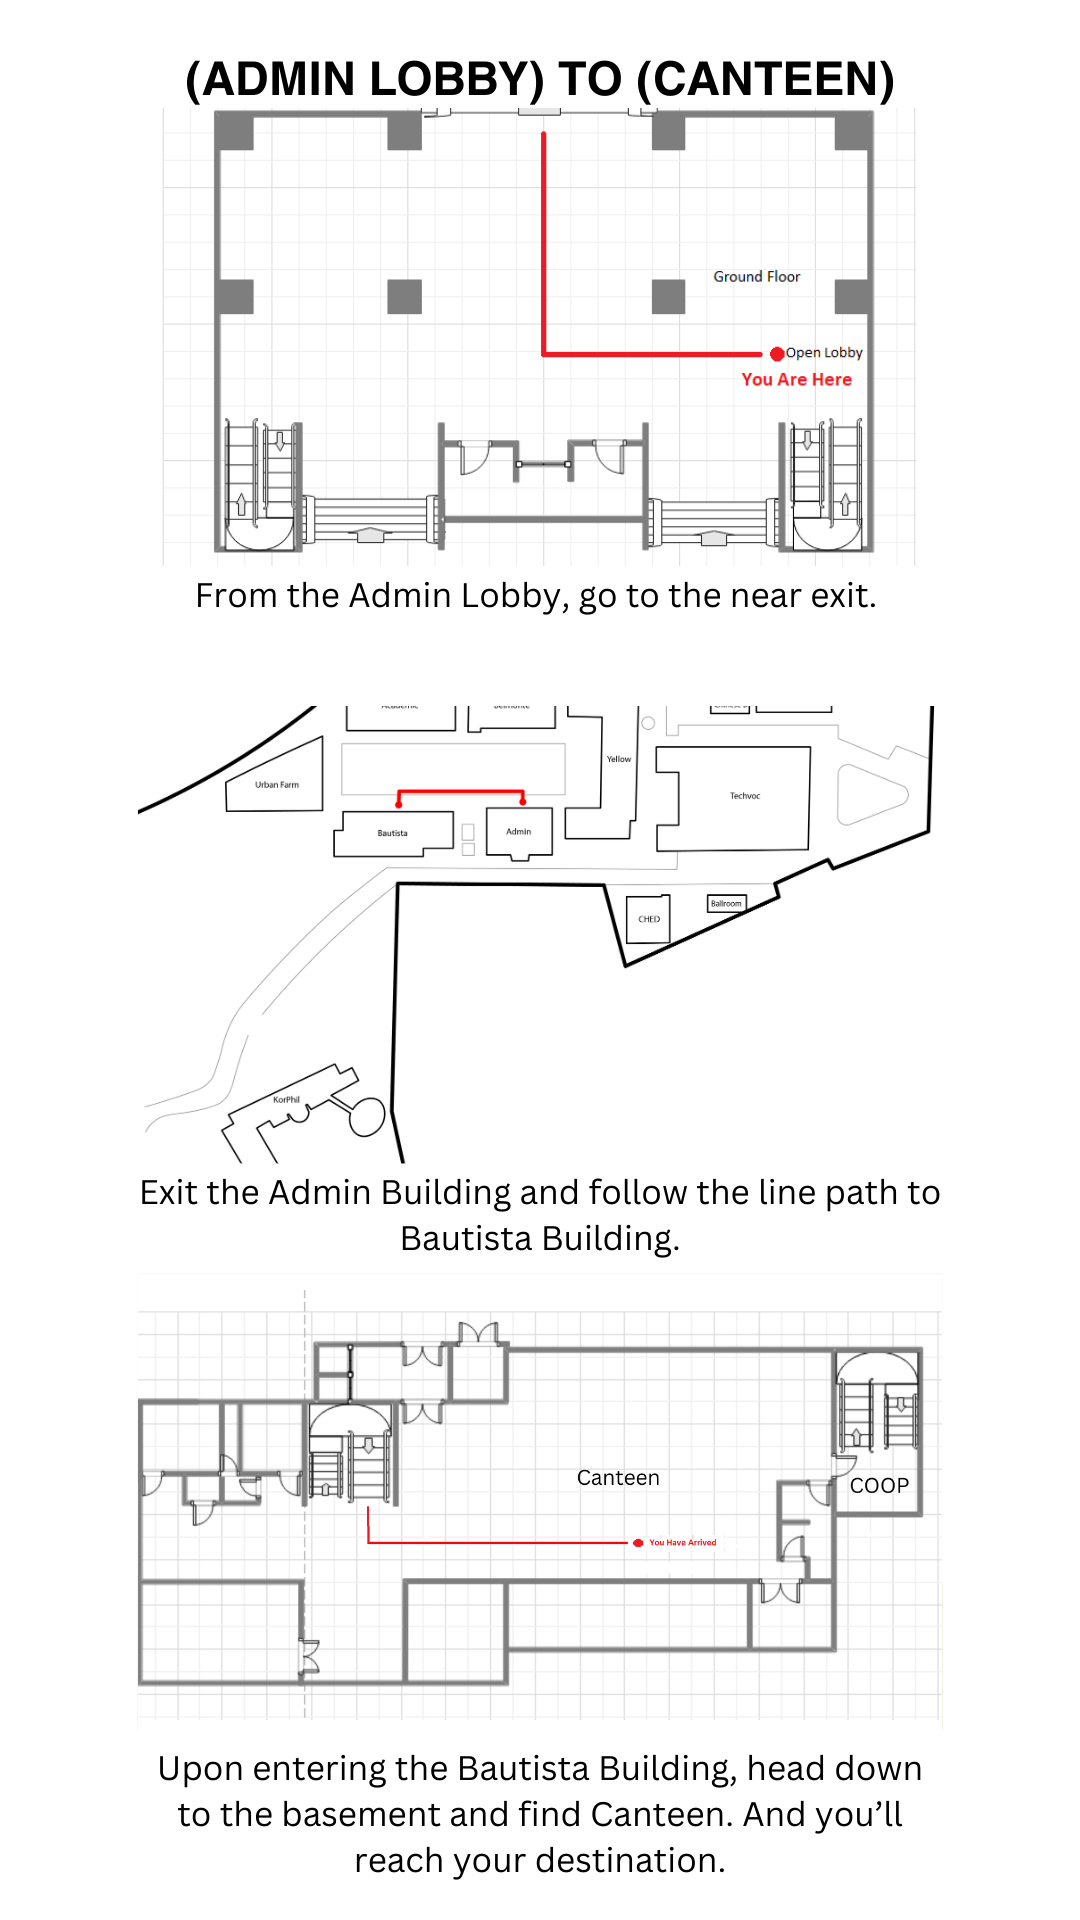 (ADMIN LOBBY) TO (CANTEEN)
Ground Floor
Open Lobby
You Are Here
From the Admin Lobby, go to the near exit.
Academic
Belmonte
Yellow
Urban Farm
Techvoc
Bautista
Admin
CHED
Ballroom
KorPhil
Exit the Admin Building and follow the line path to
Bautista Building.
Canteen
COOP
You Have Arrived
Upon entering the Bautista Building, head down
to the basement and find Canteen. And you’ll
reach your destination.